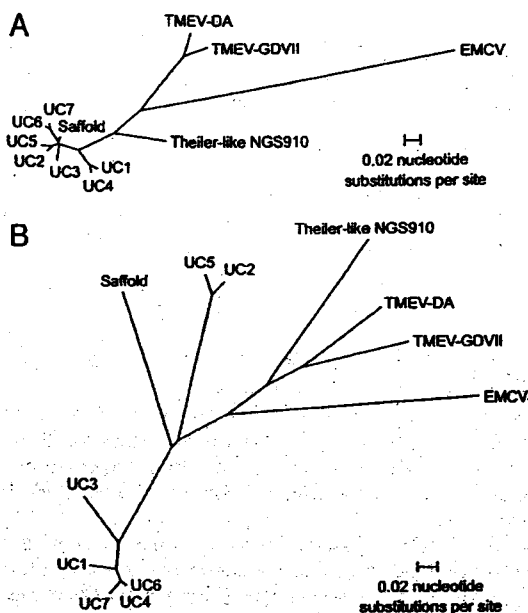 A
TMEV-DA
TMEV-GDVII
EMCV
UC7
UC6
Saffold
UC5
UC2
UC3
UC1
UC4
Theiler-like NGS910
0.02 nucleotide
substitutions per site
B
Theiler-like NGS910
UC5
UC2
Saffold
TMEV-DA
TMEV-GDVII
EMCV
UC3
UC1
UC6
UC7
UC4
0.02 nucleotide
substitutions per site